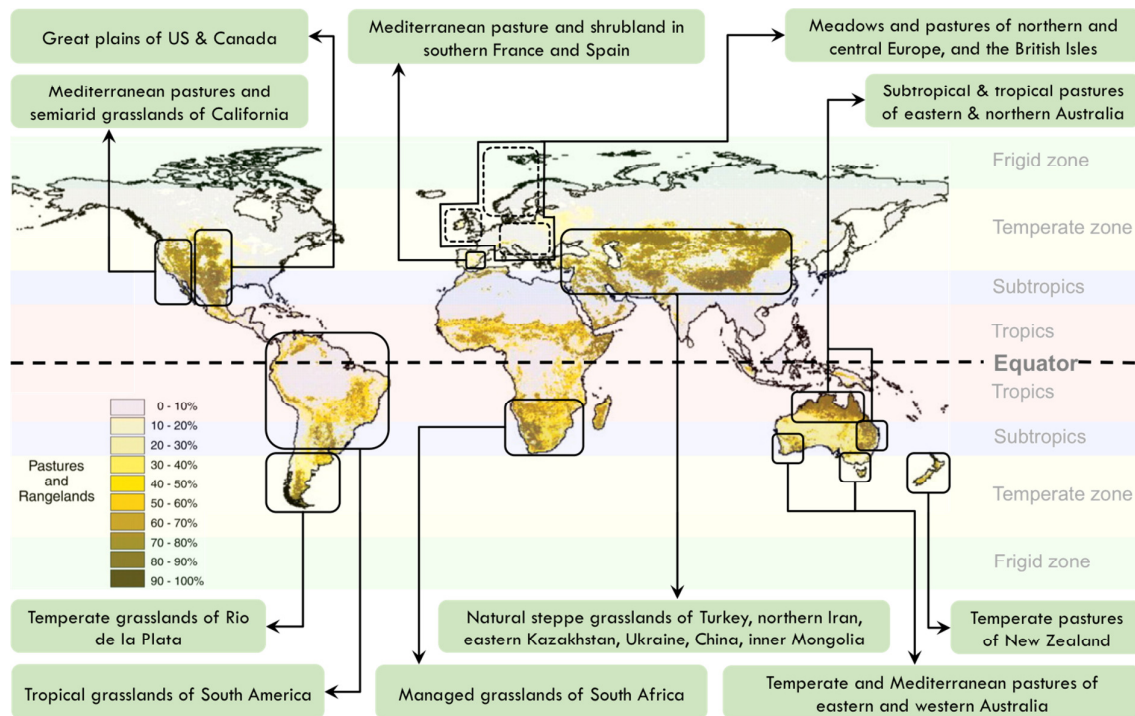 Great plains of US & Canada
Mediterranean pasture and shrubland in
southern France and Spain
Meadows and pastures of northern and
central Europe, and the British Isles
Mediterranean pastures and
semiarid grasslands of California
Subtropical & tropical pastures
of eastern & northern Australia
Frigid zone
Temperate zone
Subtropics
Tropics
Equator
Tropics
Subtropics
Temperate zone
Frigid zone
Pastures
and
Rangelands
0 - 10%
10 - 20%
20 - 30%
30 - 40%
40 - 50%
50 - 60%
60 - 70%
70 - 80%
80 - 90%
90 - 100%
Temperate grasslands of Rio
de la Plata
Natural steppe grasslands of Turkey, northern Iran,
eastern Kazakhstan, Ukraine, China, inner Mongolia
Temperate pastures
of New Zealand
Tropical grasslands of South America
Managed grasslands of South Africa
Temperate and Mediterranean pastures of
eastern and western Australia